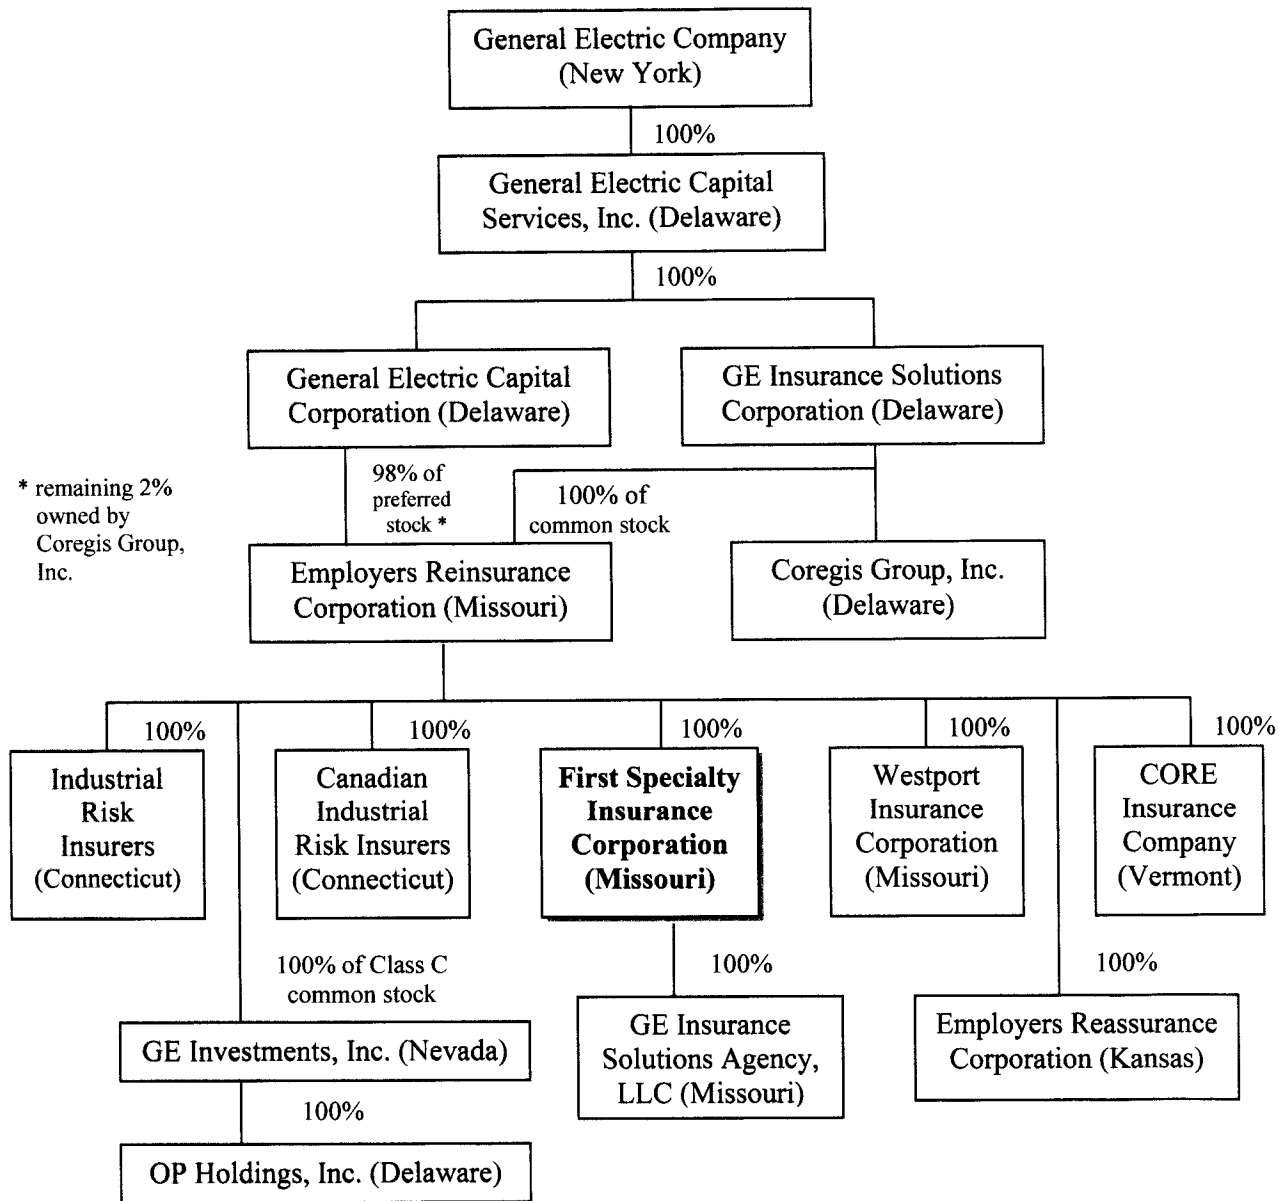 General Electric Company
(New York)
100%
General Electric Capital
Services, Inc. (Delaware)
100%
General Electric Capital
Corporation (Delaware)
GE Insurance Solutions
Corporation (Delaware)
* remaining 2%
owned by
Coregis Group,
Inc.
98% of
preferred
stock *
100% of
common stock
Employers Reinsurance
Corporation (Missouri)
Coregis Group, Inc.
(Delaware)
100%
Industrial
Risk
Insurers
(Connecticut)
100%
Canadian
Industrial
Risk Insurers
(Connecticut)
100%
First Specialty
Insurance
Corporation
(Missouri)
100%
Westport
Insurance
Corporation
(Missouri)
100%
CORE
Insurance
Company
(Vermont)
100% of Class C
common stock
GE Investments, Inc. (Nevada)
100%
OP Holdings, Inc. (Delaware)
100%
GE Insurance
Solutions Agency,
LLC (Missouri)
100%
Employers Reassurance
Corporation (Kansas)